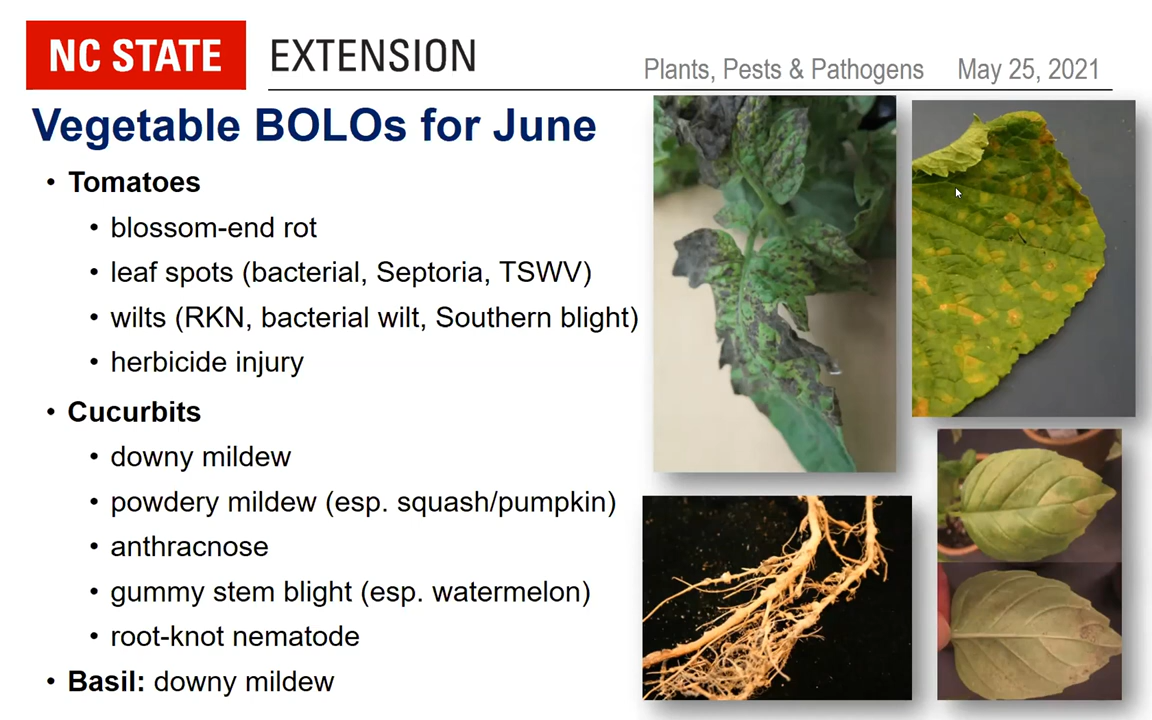 NC STATE EXTENSION
Plants, Pests & Pathogens May 25, 2021
Vegetable BOLOs for June
• Tomatoes
• blossom-end rot
• leaf spots (bacterial, Septoria, TSWV)
• wilts (RKN, bacterial wilt, Southern blight)
• herbicide injury
• Cucurbits
• downy mildew
• powdery mildew (esp. squash/pumpkin)
• anthracnose
• gummy stem blight (esp. watermelon)
• root-knot nematode
• Basil: downy mildew